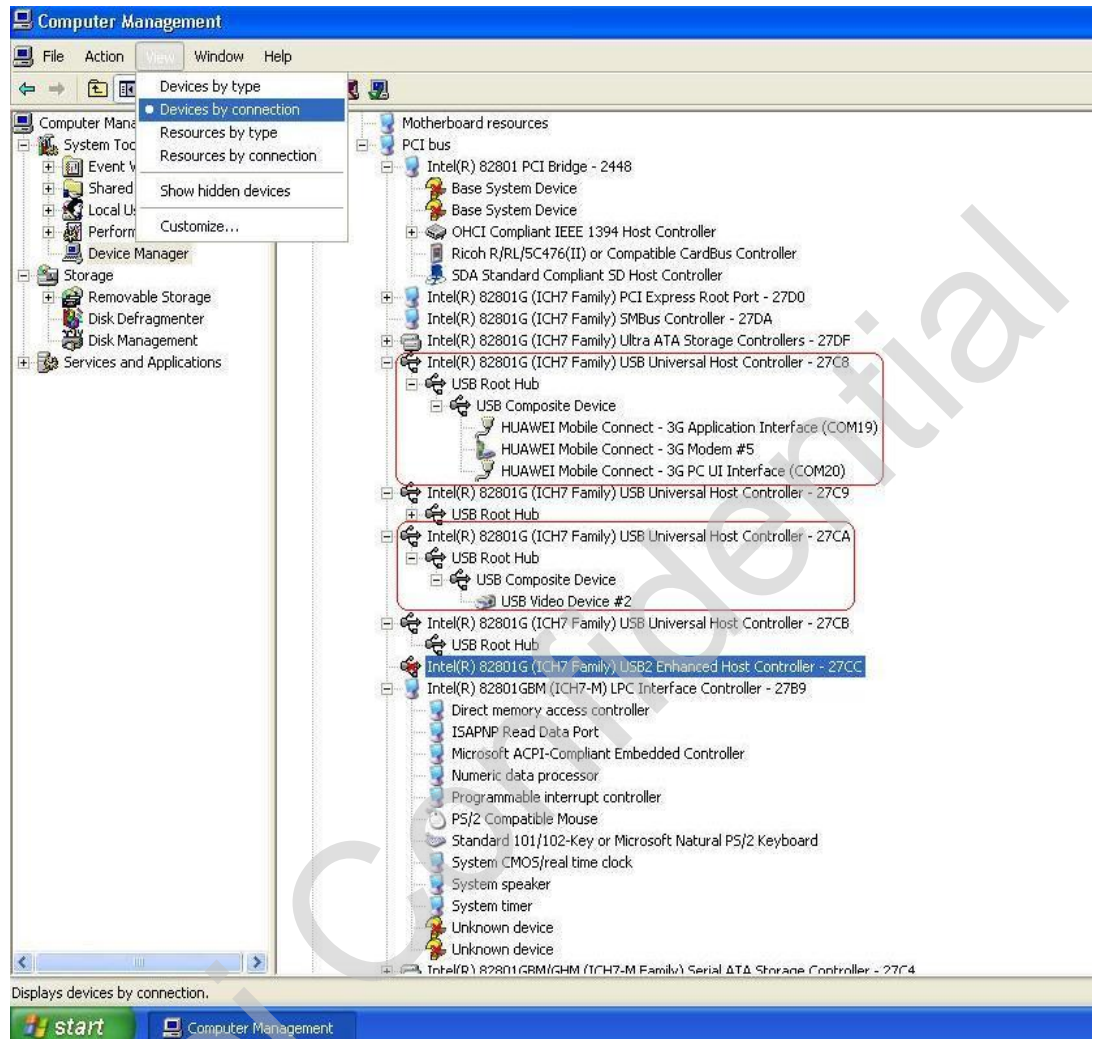 Computer Management
File Action View Window Help
Devices by type
Devices by connection
Resources by type
Resources by connection
Show hidden devices
Customize...
Computer Mana
System Too
Event V
Shared
Local Us
Perform
Device Manager
Storage
Removable Storage
Disk Defragmenter
Disk Management
Services and Applications
Motherboard resources
PCI bus
Intel(R) 82801 PCI Bridge - 2448
Base System Device
Base System Device
OHCI Compliant IEEE 1394 Host Controller
Ricoh R/RL/5C476(II) or Compatible CardBus Controller
SDA Standard Compliant SD Host Controller
Intel(R) 82801G (ICH7 Family) PCI Express Root Port - 27D0
Intel(R) 82801G (ICH7 Family) SMBus Controller - 27DA
Intel(R) 82801G (ICH7 Family) Ultra ATA Storage Controllers - 27DF
Intel(R) 82801G (ICH7 Family) USB Universal Host Controller - 27C8
USB Root Hub
USB Composite Device
HUAWEI Mobile Connect - 3G Application Interface (COM19)
HUAWEI Mobile Connect - 3G Modem #5
HUAWEI Mobile Connect - 3G PC UI Interface (COM20)
Intel(R) 82801G (ICH7 Family) USB Universal Host Controller - 27C9
USB Root Hub
Intel(R) 82801G (ICH7 Family) USB Universal Host Controller - 27CA
USB Root Hub
USB Composite Device
USB Video Device #2
Intel(R) 82801G (ICH7 Family) USB Universal Host Controller - 27CB
USB Root Hub
Intel(R) 82801G (ICH7 Family) USB2 Enhanced Host Controller - 27CC
Intel(R) 82801GBM (ICH7-M) LPC Interface Controller - 27B9
Direct memory access controller
ISAPNP Read Data Port
Microsoft ACPI-Compliant Embedded Controller
Numeric data processor
Programmable interrupt controller
PS/2 Compatible Mouse
Standard 101/102-Key or Microsoft Natural PS/2 Keyboard
System CMOS/real time clock
System speaker
System timer
Unknown device
Unknown device
Intel(R) 82801GBM/GHM (ICH7-M Family) Serial ATA Storage Controller - 27C4
Displays devices by connection.
start Computer Management
i Confidential